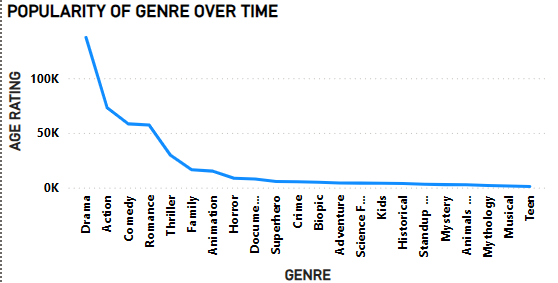 POPULARITY OF GENRE OVER TIME
AGE RATING
100K
50K
0K
Drama
Action
Comedy
Romance
Thriller
Family
Animation
Horror
Docume...
Superhero
Crime
Biopic
Adventure
Science F...
Kids
Historical
Standup ...
Mystery
Animals ...
Mythology
Musical
Teen
GENRE